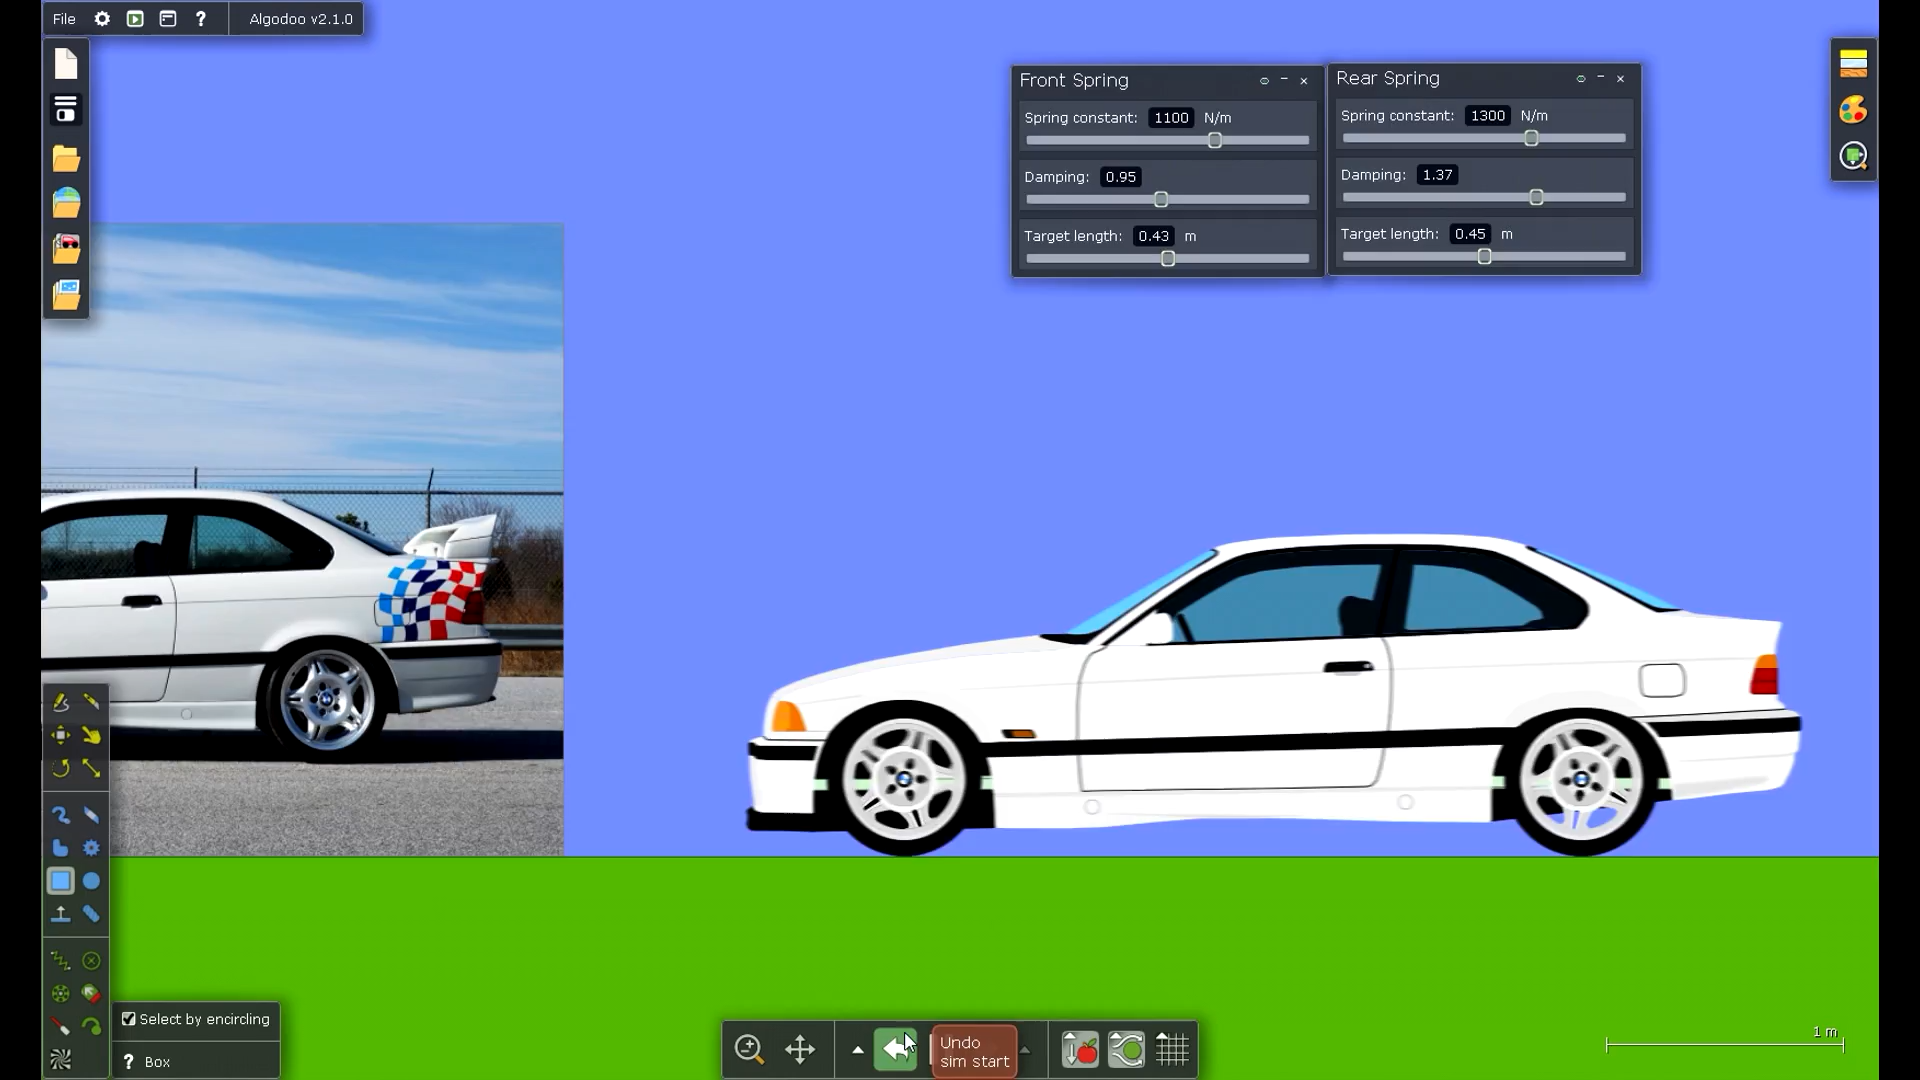 File
?
Algodoo v2.1.0
Front Spring
Spring constant: 1100 N/m
Damping: 0.95
Target length: 0.43 m
Rear Spring
Spring constant: 1300 N/m
Damping: 1.37
Target length: 0.45 m
Select by encircling
? Box
Undo
sim start
1 m